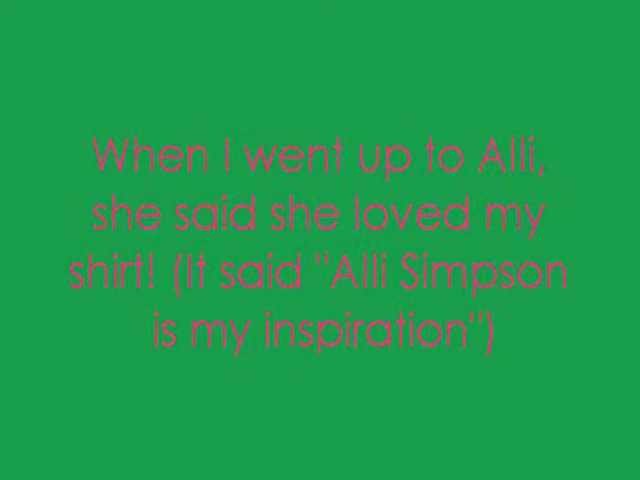 When I went up to Alli,
she said she loved my
shirt! (It said "Alli Simpson
is my inspiration")